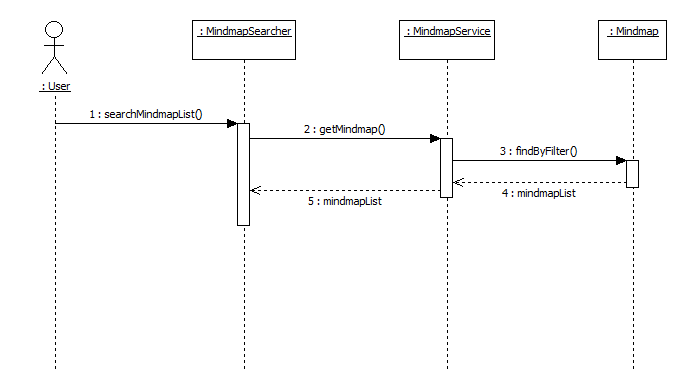 : MindmapSearcher
: MindmapService
: Mindmap
: User
1 : searchMindmapList()
2 : getMindmap()
3 : findByFilter()
4 : mindmapList
5 : mindmapList